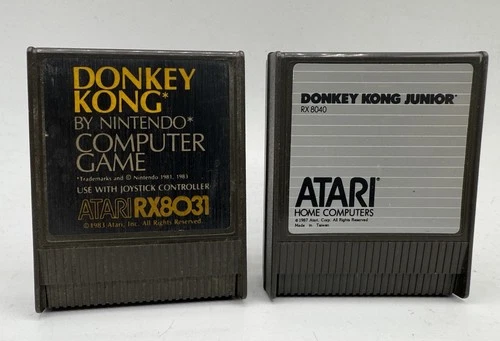 DONKEY
KONG*
BY NINTENDO*
COMPUTER
GAME
*Trademarks and © Nintendo 1981, 1983
USE WITH JOYSTICK CONTROLLER
ATARI RX8031
© 1983 Atari, Inc. All Rights Reserved.
DONKEY KONG JUNIOR*
RX 8040
ATARI®
HOME COMPUTERS
©1987 Atari, Corp. All Rights Reserved.
Made in Taiwan